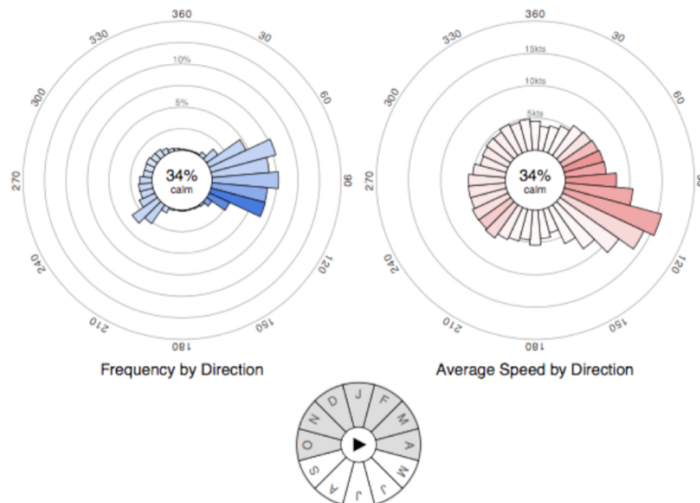 360
330
30
300
60
270
90
240
120
210
150
180
10%
5%
34%
calm
Frequency by Direction
360
330
30
300
60
270
240
120
210
150
180
15kts
10kts
5kts
34%
calm
Average Speed by Direction
J
F
M
A
M
J
J
A
S
O
N
D